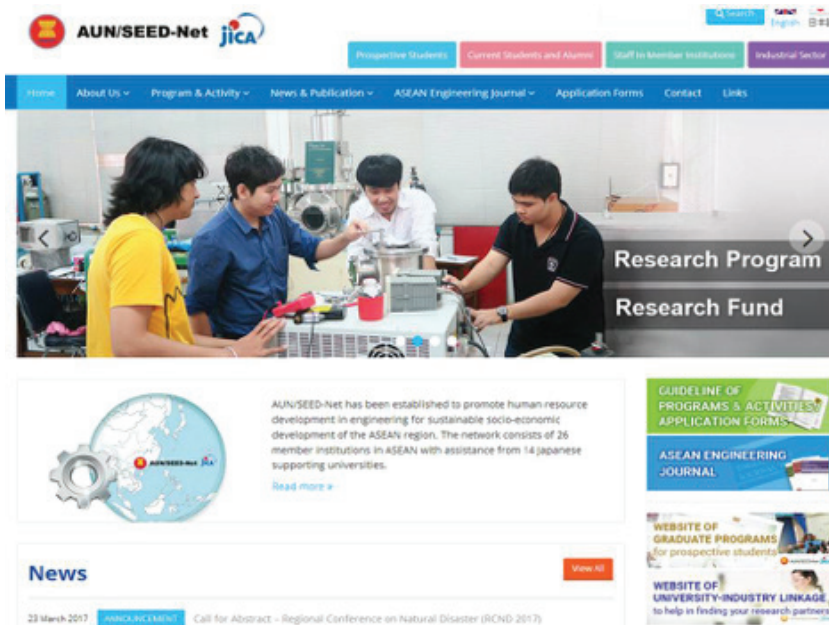 Search
English
日本語
AUN/SEED-Net jica
Prospective Students
Current Students and Alumni
Staff in Member Institutions
Industrial Sector
Home
About Us
Program & Activity
News & Publication
ASEAN Engineering Journal
Application Forms
Contact
Links
Research Program
Research Fund
AUN/SEED-Net jica
AUN/SEED-Net has been established to promote human resource
development in engineering for sustainable socio-economic
development of the ASEAN region. The network consists of 26
member institutions in ASEAN with assistance from 14 Japanese
supporting universities.
Read more »
GUIDELINE OF
PROGRAMS & ACTIVITIES/
APPLICATION FORMS
ASEAN ENGINEERING
JOURNAL
WEBSITE OF
GRADUATE PROGRAMS
for prospective students
WEBSITE OF
UNIVERSITY-INDUSTRY LINKAGE
to help in finding your research partners
News
View All
23 March 2017
ANNOUNCEMENT
Call for Abstract – Regional Conference on Natural Disaster (RCND 2017)